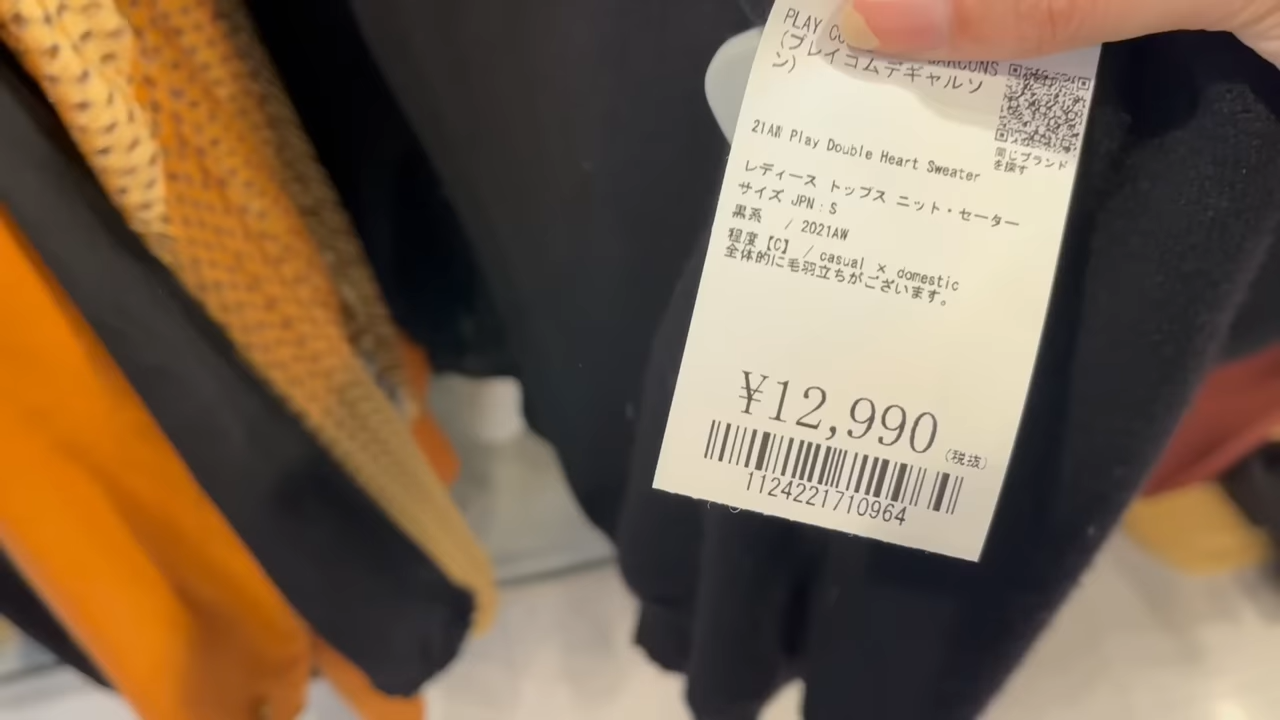 PLAY CO GARCONS
(プレイコムデギャルソ
ン)
同じブランド
を探す
21AW Play Double Heart Sweater
レディース トップス ニット・セーター
サイズ JPN:S
黒系 / 2021AW
程度【C】 / casual × domestic
全体的に毛羽立ちがございます。
¥12,990 (税抜)
1124221710964